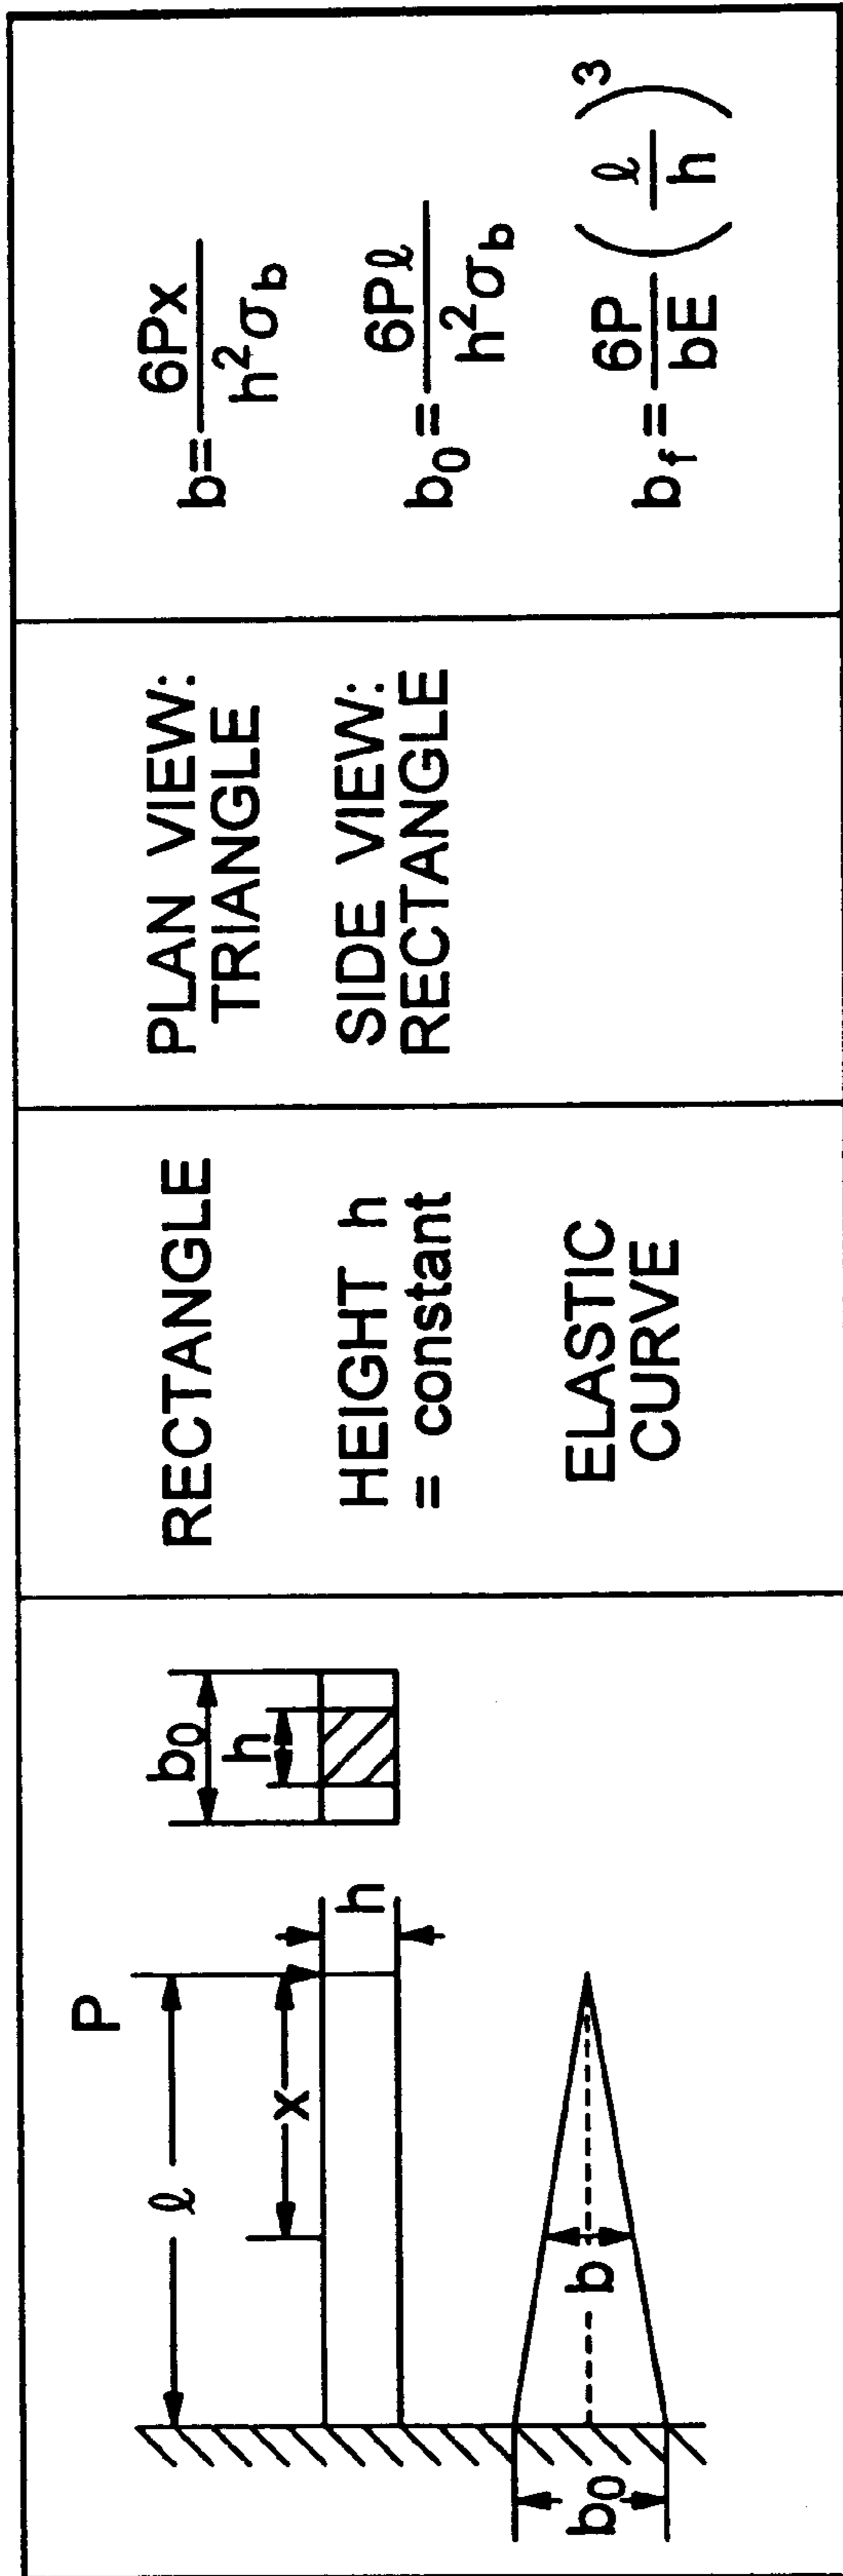 P
ℓ
x
h
b₀
h
b
b₀
RECTANGLE
HEIGHT h
= constant
ELASTIC
CURVE
PLAN VIEW:
TRIANGLE
SIDE VIEW:
RECTANGLE
b = 6Px / h²σb
b₀ = 6Pℓ / h²σb
bf = 6P / bE (ℓ / h)³